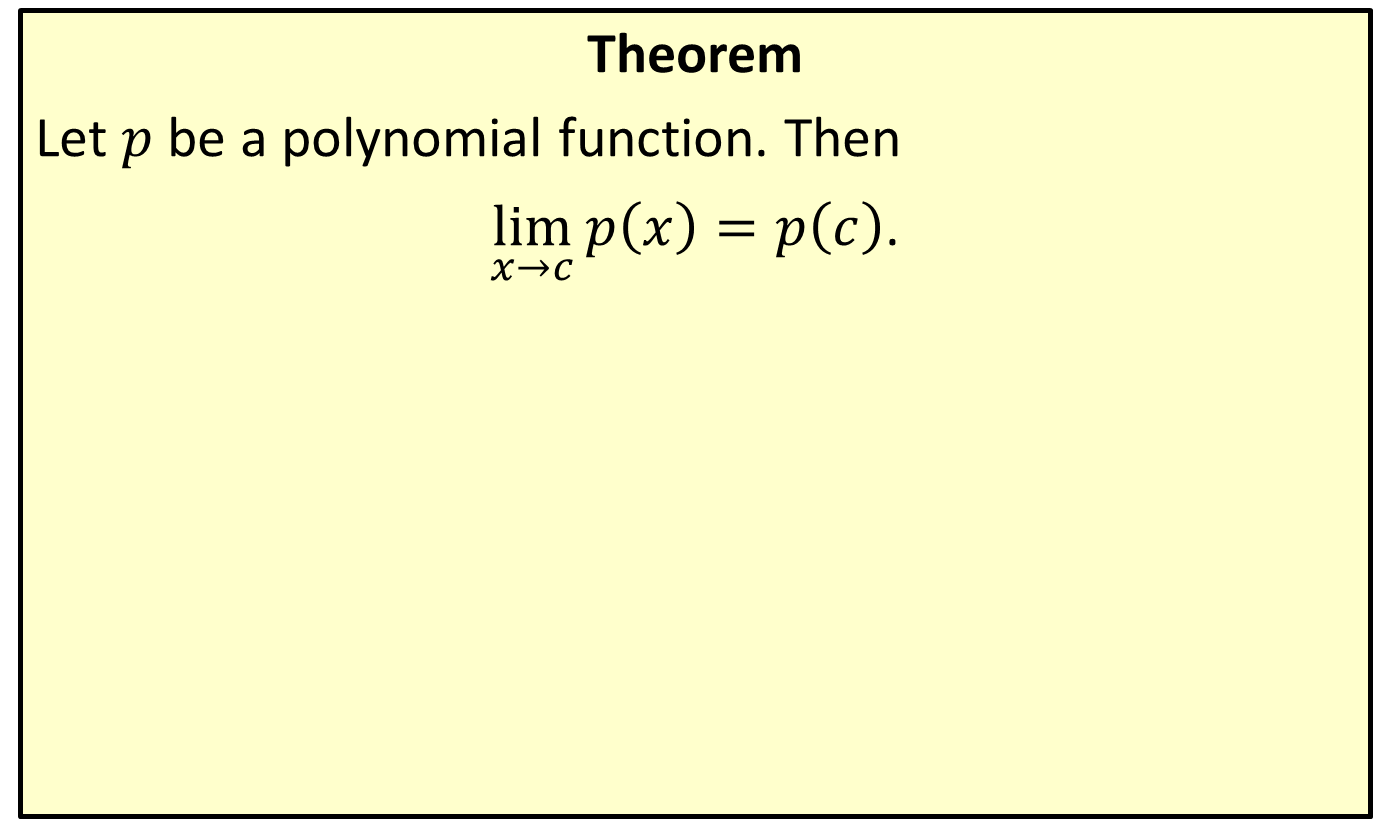 Theorem
Let p be a polynomial function. Then
lim p(x) = p(c).
x→c